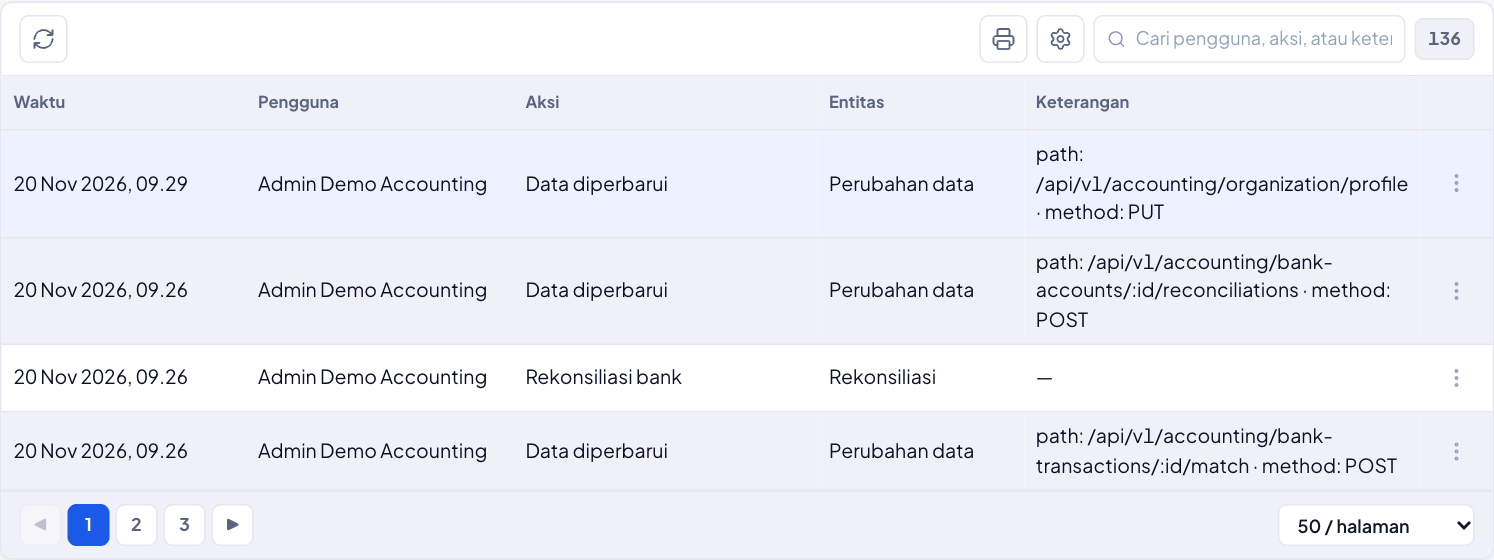 Cari pengguna, aksi, atau keter
136
Waktu Pengguna Aksi Entitas Keterangan
path:
20 Nov 2026, 09.29 Admin Demo Accounting Data diperbarui Perubahan data /api/v1/accounting/organization/profile
· method: PUT
path: /api/v1/accounting/bank-
20 Nov 2026, 09.26 Admin Demo Accounting Data diperbarui Perubahan data accounts/:id/reconciliations · method:
POST
20 Nov 2026, 09.26 Admin Demo Accounting Rekonsiliasi bank Rekonsiliasi —
path: /api/v1/accounting/bank-
20 Nov 2026, 09.26 Admin Demo Accounting Data diperbarui Perubahan data
transactions/:id/match · method: POST
1 2 3 50 / halaman